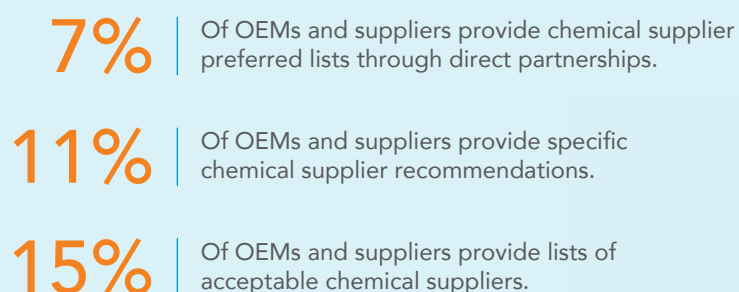 7%
Of OEMs and suppliers provide chemical supplier
preferred lists through direct partnerships.
11%
Of OEMs and suppliers provide specific
chemical supplier recommendations.
15%
Of OEMs and suppliers provide lists of
acceptable chemical suppliers.